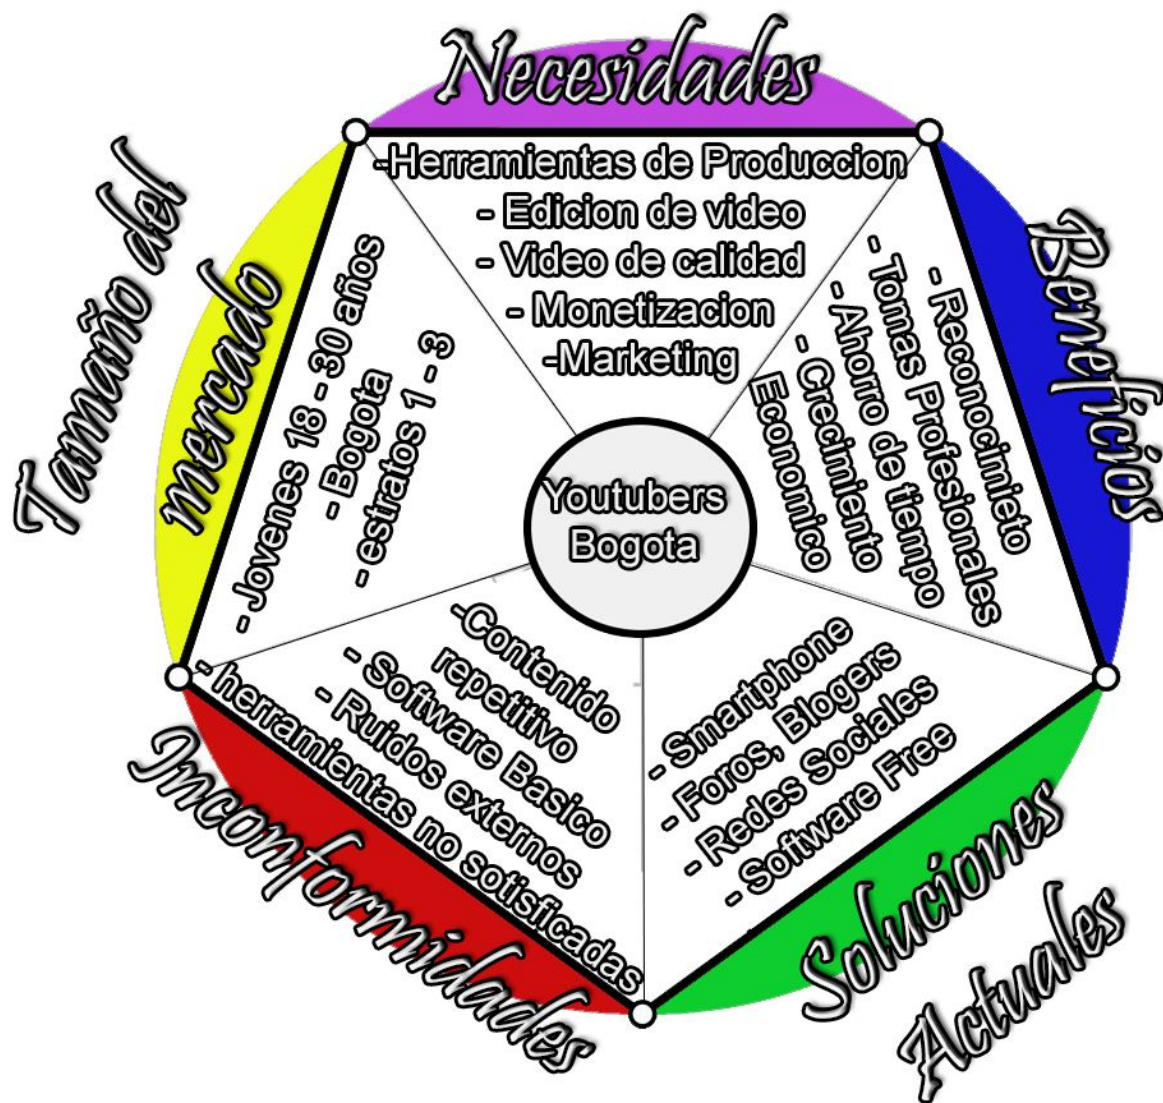 Necesidades
-Herramientas de Produccion
- Edicion de video
- Video de calidad
- Monetizacion
-Marketing
Beneficios
- Reconocimieto
- Tomas Profesionales
- Ahorro de tiempo
- Crecimiento
Economico
Soluciones
Actuales
- Smartphone
- Foros, Blogers
- Redes Sociales
- Software Free
Inconformidades
-Contenido
repetitivo
- Software Basico
- Ruidos externos
- herramientas no sotisficadas
Tamaño del
mercado
- Jovenes 18 - 30 años
- Bogota
- estratos 1 - 3
Youtubers
Bogota